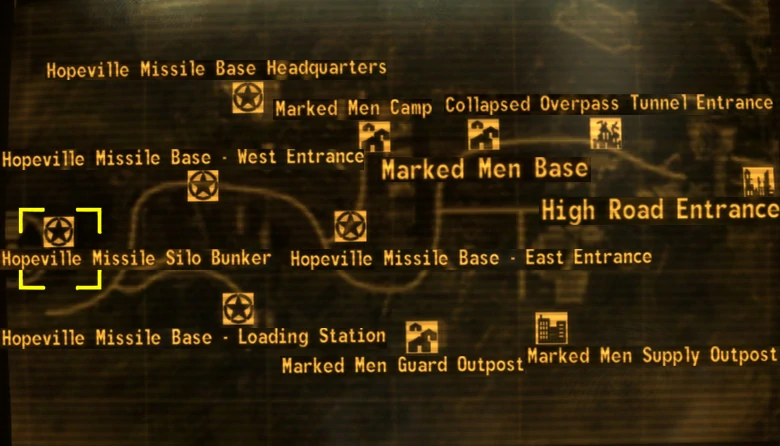 Hopeville Missile Base Headquarters
Marked Men Camp
Collapsed Overpass Tunnel Entrance
Hopeville Missile Base - West Entrance
Marked Men Base
High Road Entrance
Hopeville Missile Silo Bunker
Hopeville Missile Base - East Entrance
Hopeville Missile Base - Loading Station
Marked Men Guard Outpost
Marked Men Supply Outpost